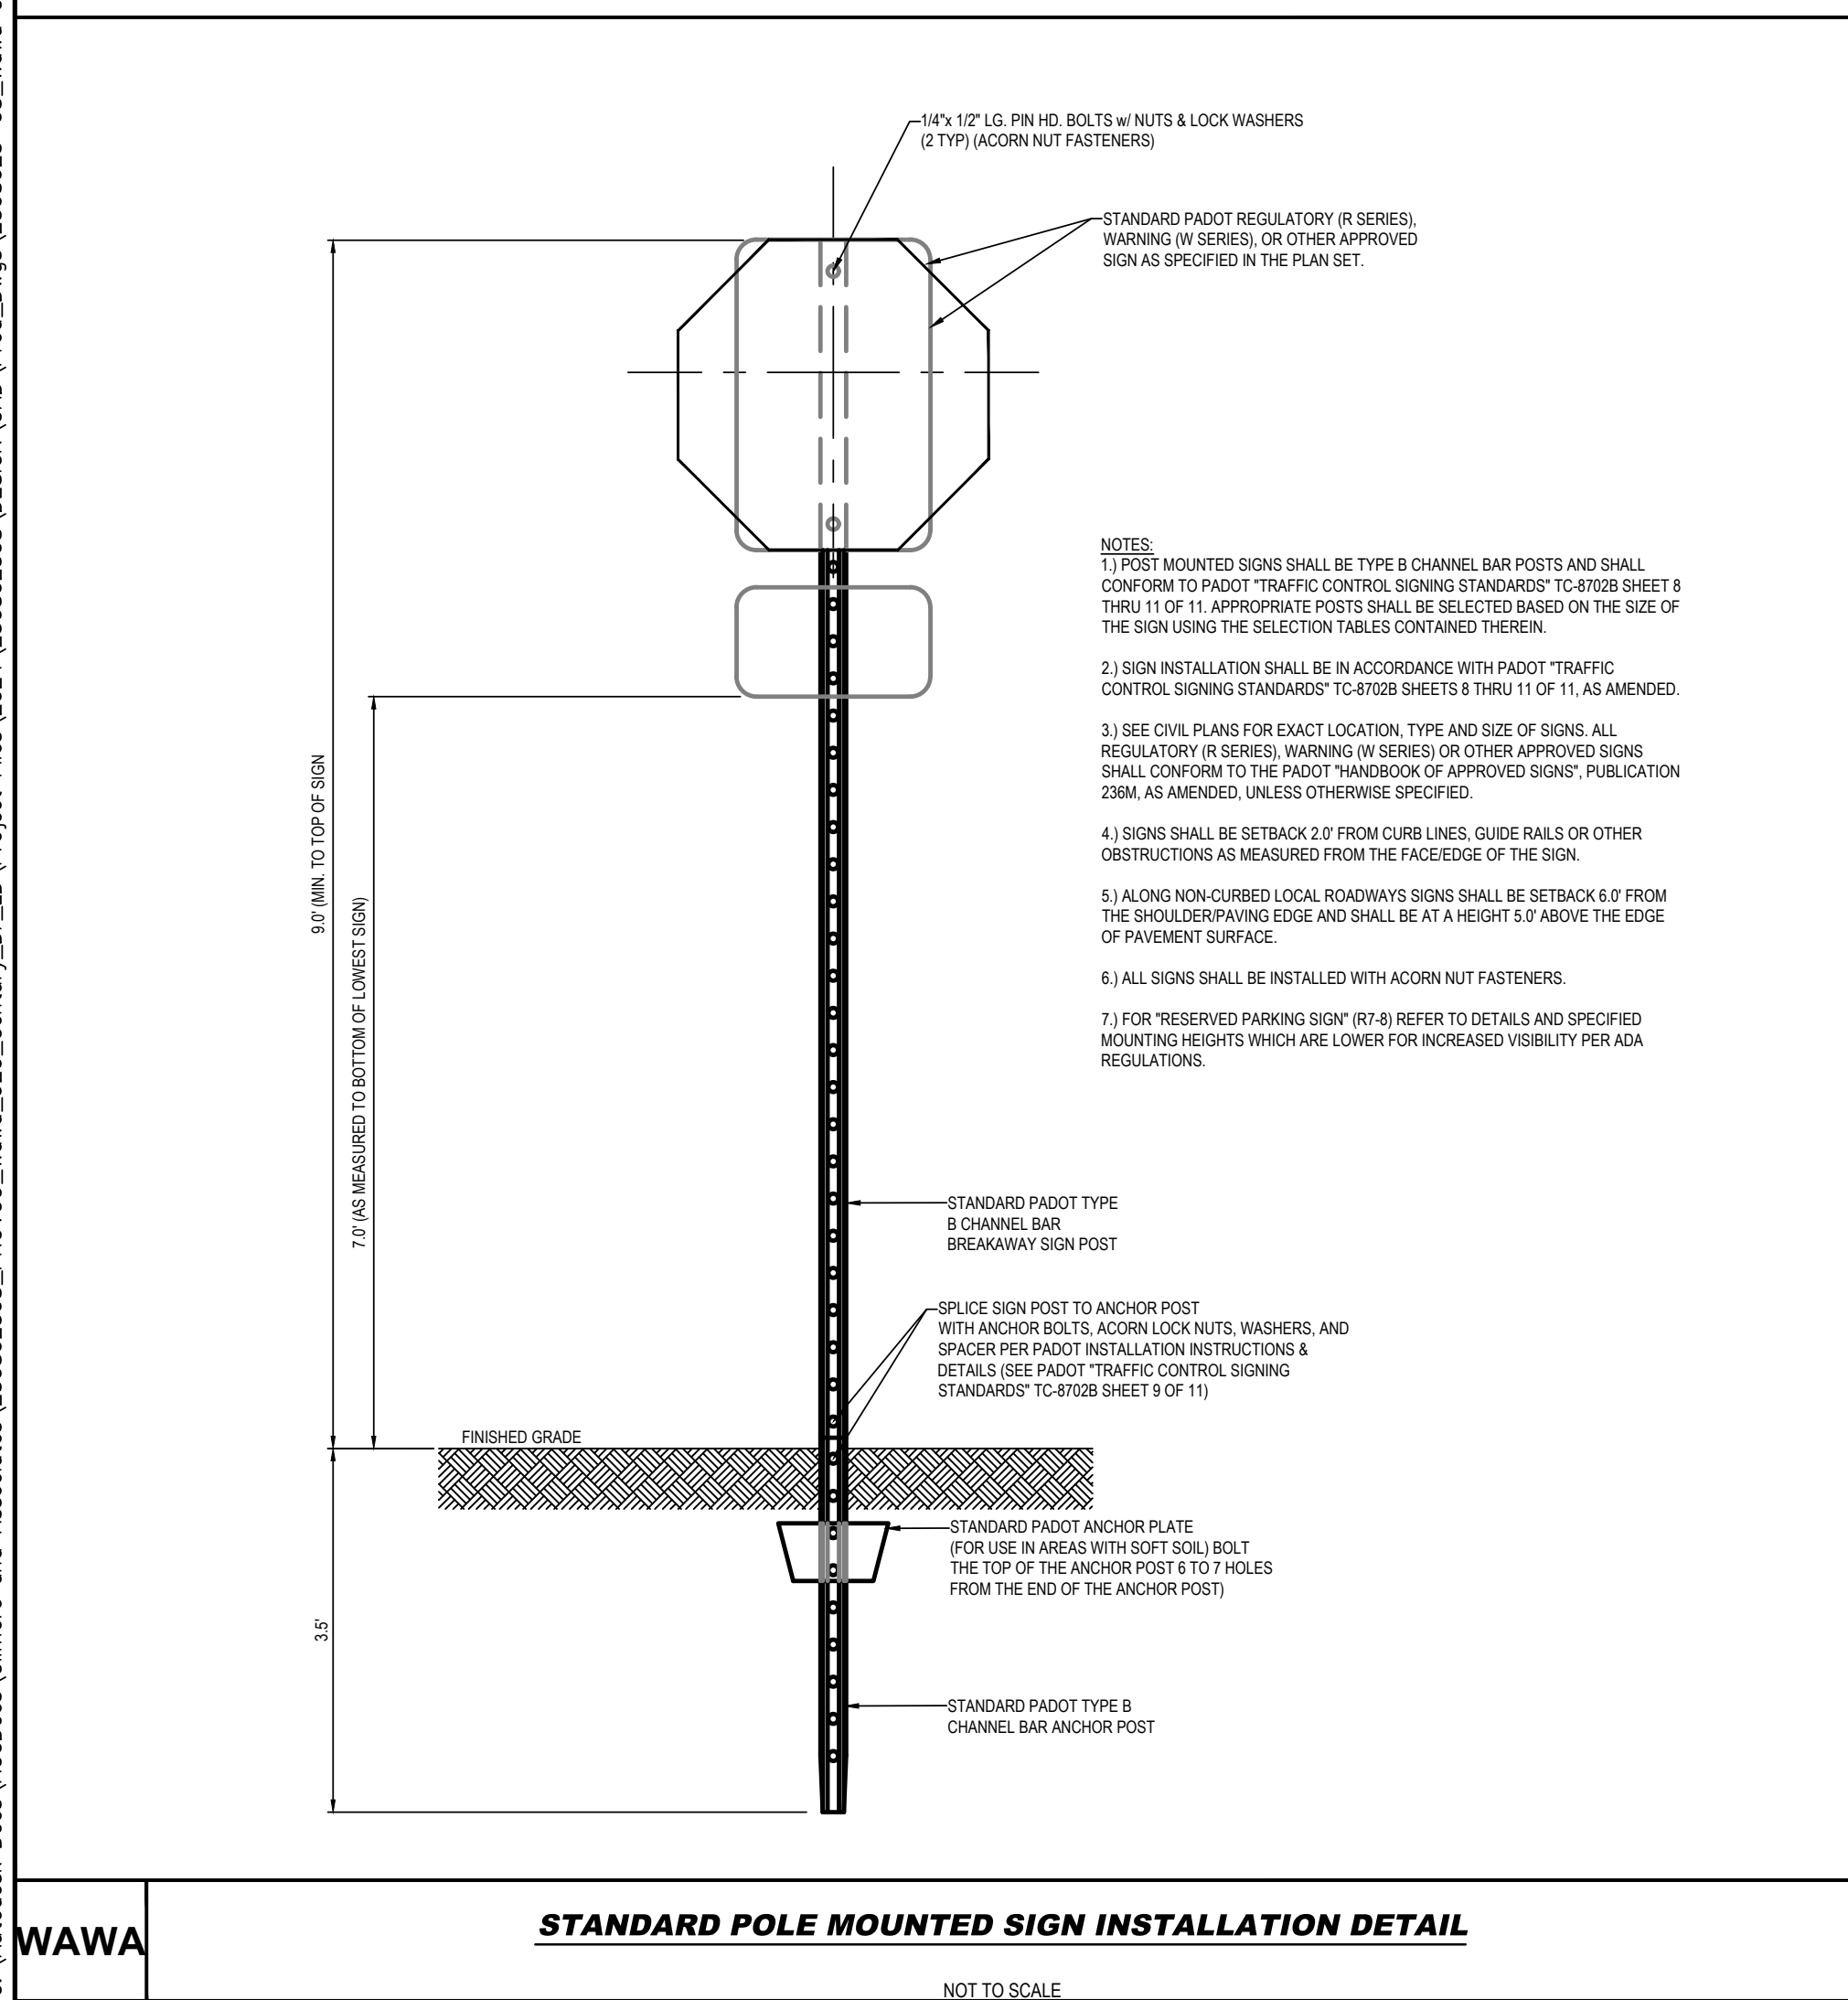 1/4"x 1/2" LG. PIN HD. BOLTS w/ NUTS & LOCK WASHERS
(2 TYP) (ACORN NUT FASTENERS)
STANDARD PADOT REGULATORY (R SERIES),
WARNING (W SERIES), OR OTHER APPROVED
SIGN AS SPECIFIED IN THE PLAN SET.
NOTES:
1.) POST MOUNTED SIGNS SHALL BE TYPE B CHANNEL BAR POSTS AND SHALL
CONFORM TO PADOT "TRAFFIC CONTROL SIGNING STANDARDS" TC-8702B SHEET 8
THRU 11 OF 11. APPROPRIATE POSTS SHALL BE SELECTED BASED ON THE SIZE OF
THE SIGN USING THE SELECTION TABLES CONTAINED THEREIN.
2.) SIGN INSTALLATION SHALL BE IN ACCORDANCE WITH PADOT "TRAFFIC
CONTROL SIGNING STANDARDS" TC-8702B SHEETS 8 THRU 11 OF 11, AS AMENDED.
3.) SEE CIVIL PLANS FOR EXACT LOCATION, TYPE AND SIZE OF SIGNS. ALL
REGULATORY (R SERIES), WARNING (W SERIES) OR OTHER APPROVED SIGNS
SHALL CONFORM TO THE PADOT "HANDBOOK OF APPROVED SIGNS", PUBLICATION
236M, AS AMENDED, UNLESS OTHERWISE SPECIFIED.
4.) SIGNS SHALL BE SETBACK 2.0' FROM CURB LINES, GUIDE RAILS OR OTHER
OBSTRUCTIONS AS MEASURED FROM THE FACE/EDGE OF THE SIGN.
5.) ALONG NON-CURBED LOCAL ROADWAYS SIGNS SHALL BE SETBACK 6.0' FROM
THE SHOULDER/PAVING EDGE AND SHALL BE AT A HEIGHT 5.0' ABOVE THE EDGE
OF PAVEMENT SURFACE.
6.) ALL SIGNS SHALL BE INSTALLED WITH ACORN NUT FASTENERS.
7.) FOR "RESERVED PARKING SIGN" (R7-8) REFER TO DETAILS AND SPECIFIED
MOUNTING HEIGHTS WHICH ARE LOWER FOR INCREASED VISIBILITY PER ADA
REGULATIONS.
9.0' (MIN. TO TOP OF SIGN
7.0' (AS MEASURED TO BOTTOM OF LOWEST SIGN)
STANDARD PADOT TYPE
B CHANNEL BAR
BREAKAWAY SIGN POST
SPLICE SIGN POST TO ANCHOR POST
WITH ANCHOR BOLTS, ACORN LOCK NUTS, WASHERS, AND
SPACER PER PADOT INSTALLATION INSTRUCTIONS &
DETAILS (SEE PADOT "TRAFFIC CONTROL SIGNING
STANDARDS" TC-8702B SHEET 9 OF 11)
FINISHED GRADE
STANDARD PADOT ANCHOR PLATE
(FOR USE IN AREAS WITH SOFT SOIL) BOLT
THE TOP OF THE ANCHOR POST 6 TO 7 HOLES
FROM THE END OF THE ANCHOR POST)
3.5'
STANDARD PADOT TYPE B
CHANNEL BAR ANCHOR POST
WAWA
STANDARD POLE MOUNTED SIGN INSTALLATION DETAIL
NOT TO SCALE